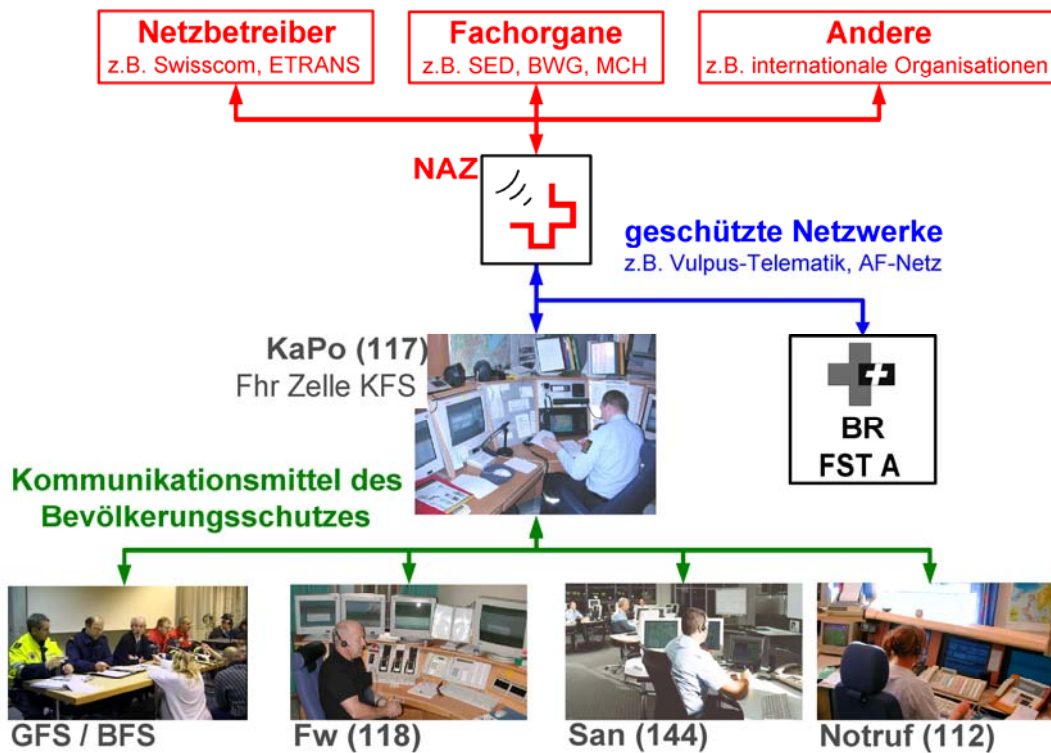 Netzbetreiber
z.B. Swisscom, ETRANS
Fachorgane
z.B. SED, BWG, MCH
Andere
z.B. internationale Organisationen
NAZ
geschützte Netzwerke
z.B. Vulpus-Telematik, AF-Netz
KaPo (117)
Fhr Zelle KFS
BR
FST A
Kommunikationsmittel des
Bevölkerungsschutzes
GFS / BFS
Fw (118)
San (144)
Notruf (112)